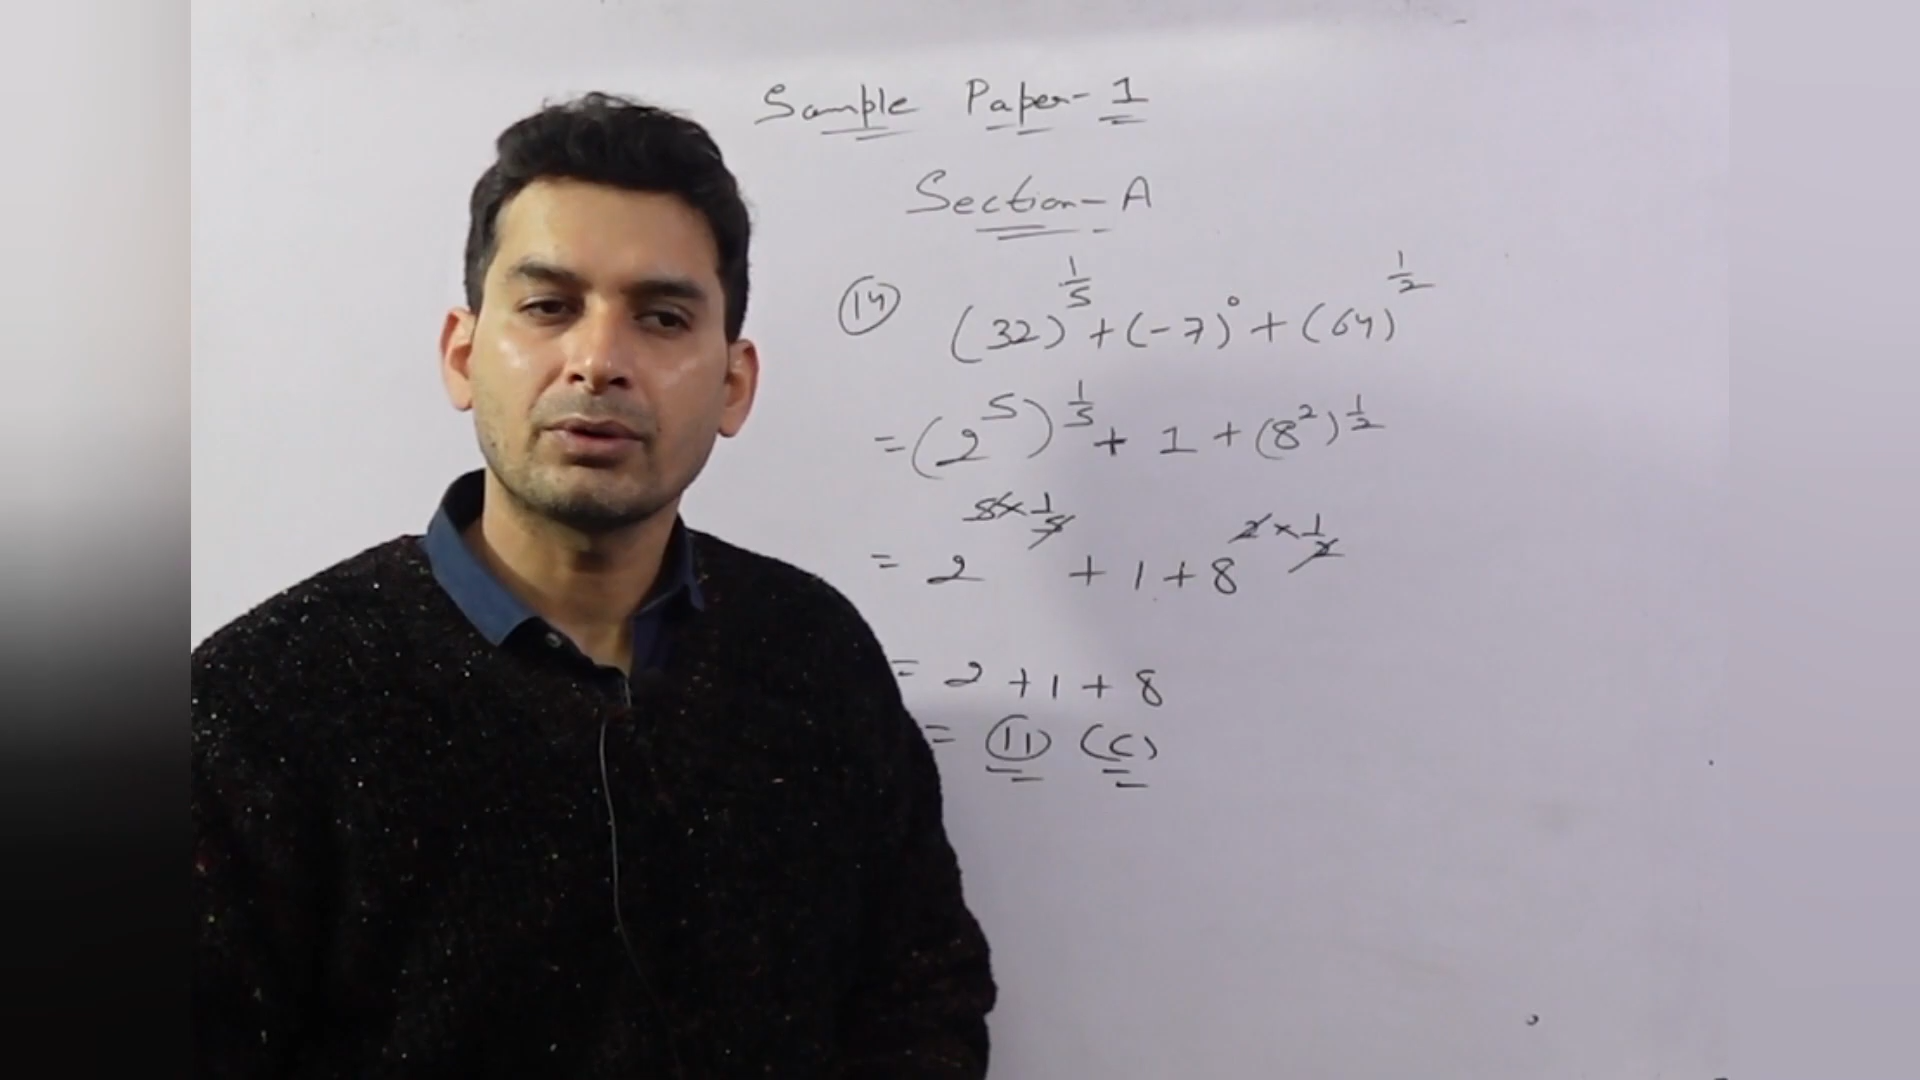 Sample Paper-1
Section-A
(14) (32)^1/5 + (-7)^0 + (64)^1/2
= (2^5)^1/5 + 1 + (8^2)^1/2
= 2^5×1/5 + 1 + 8^2×1/2
= 2 + 1 + 8
= 11 (C)